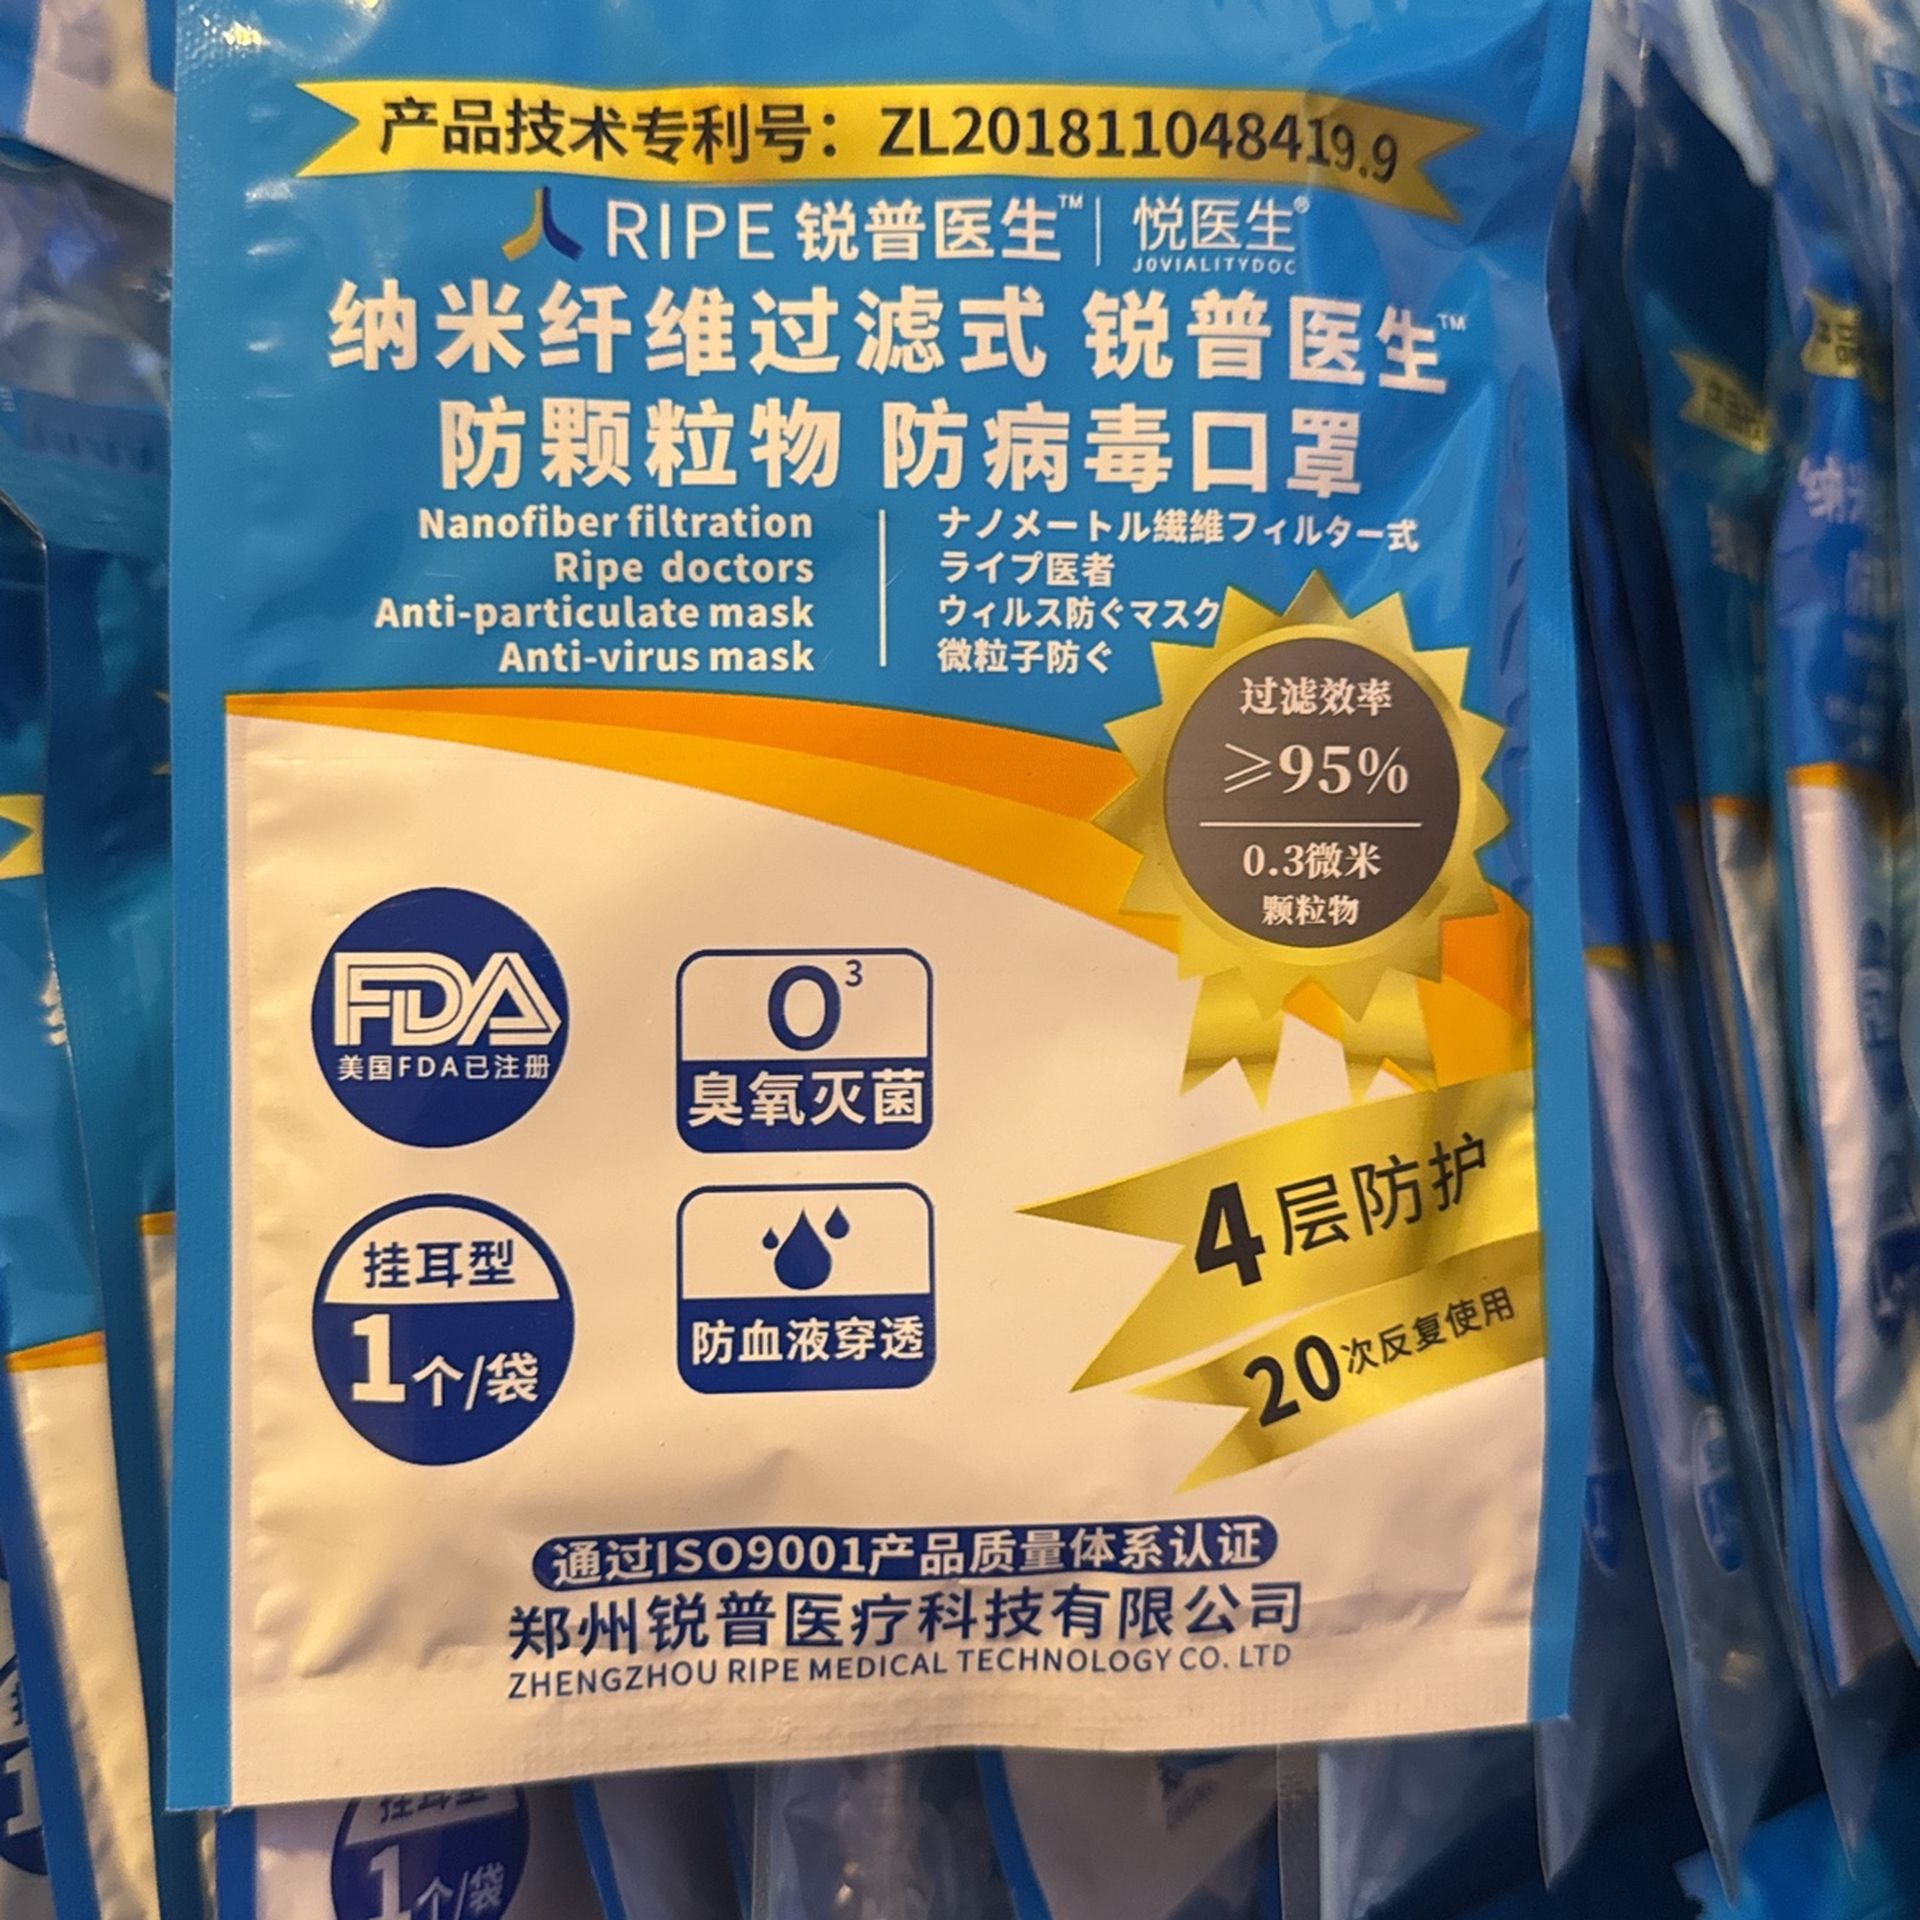 产品技术专利号：ZL201811048419.9
RIPE 锐普医生™ | 悦医生®
JOVIALITYDOC
纳米纤维过滤式 锐普医生™
防颗粒物 防病毒口罩
Nanofiber filtration
Ripe doctors
Anti-particulate mask
Anti-virus mask
ナノメートル繊維フィルター式
ライプ医者
ウィルス防ぐマスク
微粒子防ぐ
过滤效率
≥95%
0.3微米
颗粒物
FDA
美国FDA已注册
O³
臭氧灭菌
挂耳型
1个/袋
防血液穿透
4层防护
20次反复使用
通过ISO9001产品质量体系认证
郑州锐普医疗科技有限公司
ZHENGZHOU RIPE MEDICAL TECHNOLOGY CO. LTD
挂耳型
1个/袋